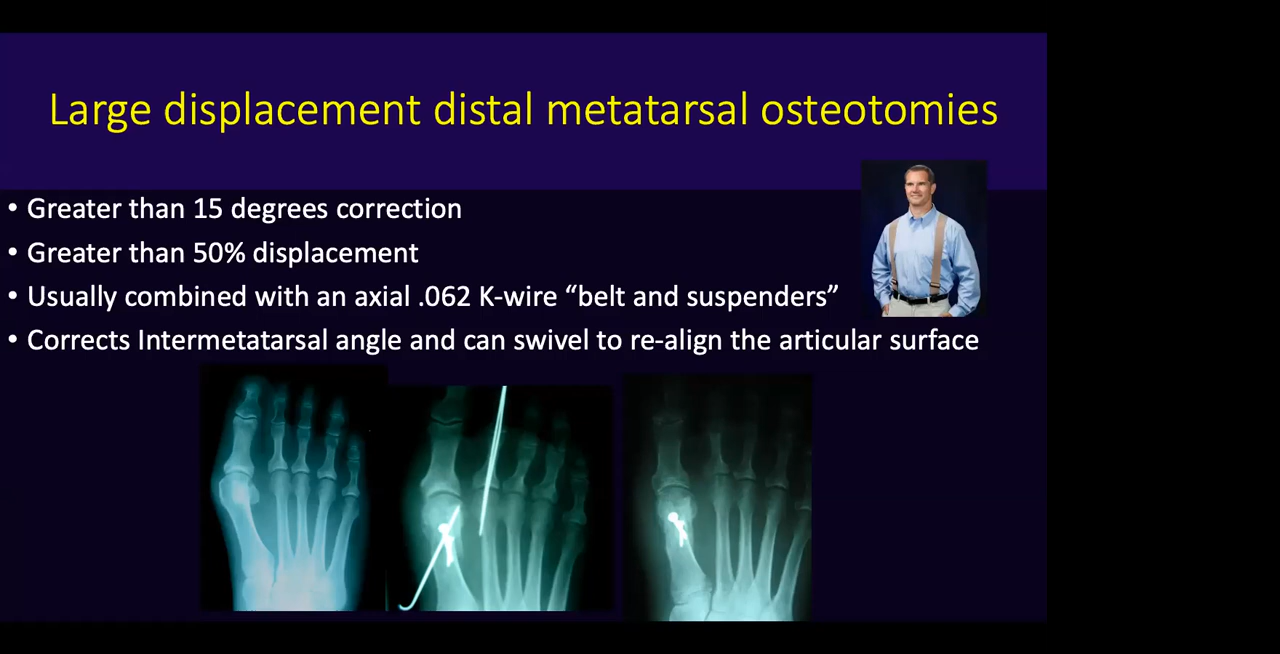 Large displacement distal metatarsal osteotomies
• Greater than 15 degrees correction
• Greater than 50% displacement
• Usually combined with an axial .062 K-wire “belt and suspenders”
• Corrects Intermetatarsal angle and can swivel to re-align the articular surface